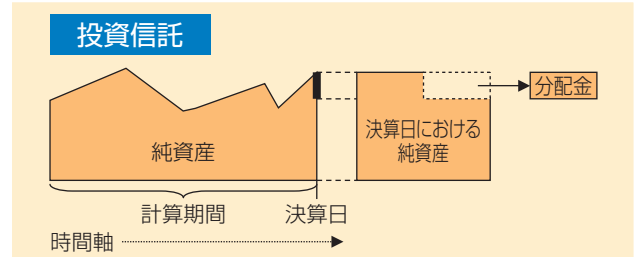 投資信託
分配金
決算日における
純資産
純資産
計算期間
決算日
時間軸